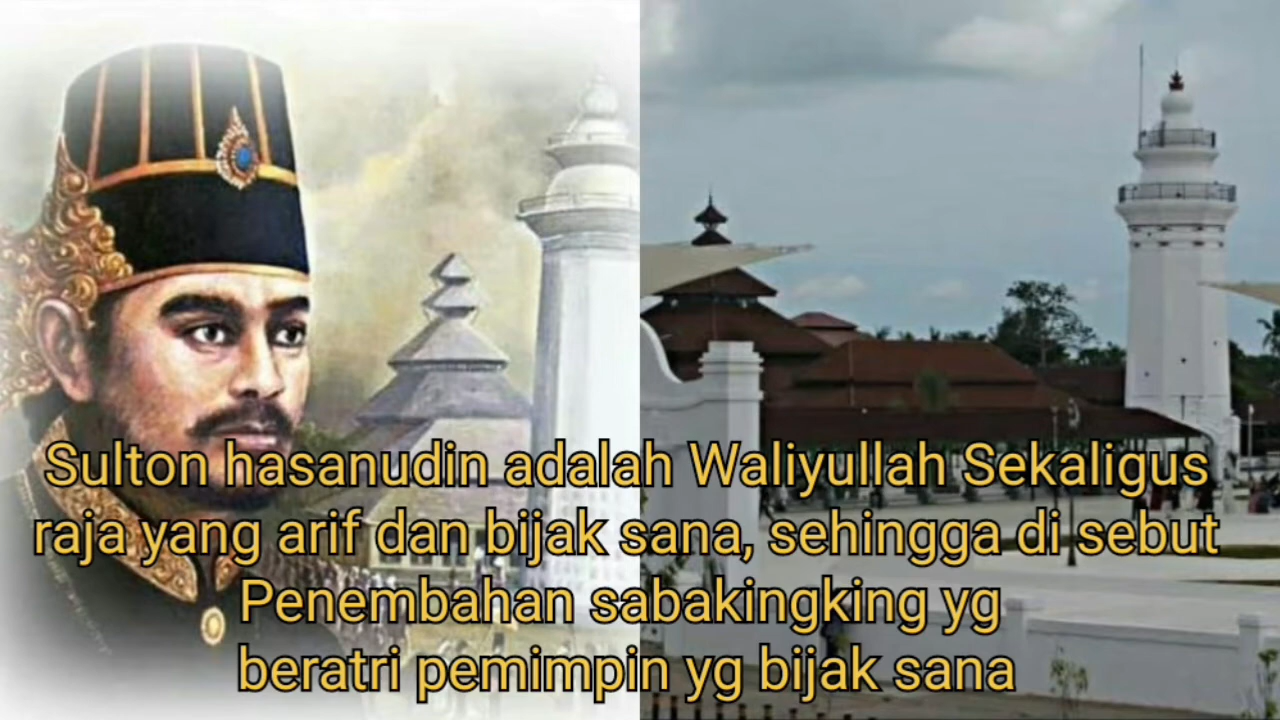 Sulton hasanudin adalah Waliyullah Sekaligus
raja yang arif dan bijak sana, sehingga di sebut
Penembahan sabakingking yg
beratri pemimpin yg bijak sana